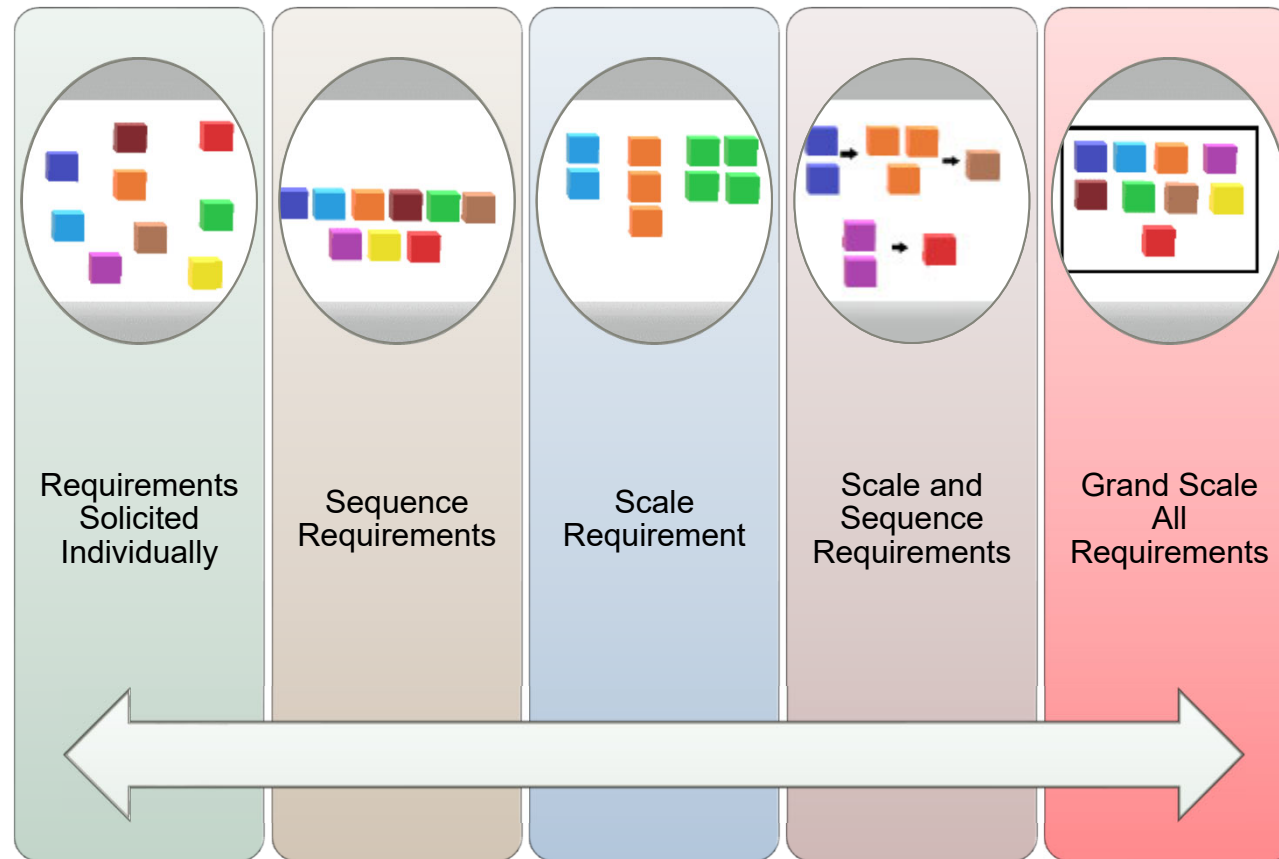 Requirements
Solicited
Individually
Sequence
Requirements
Scale
Requirement
Scale and
Sequence
Requirements
Grand Scale
All
Requirements